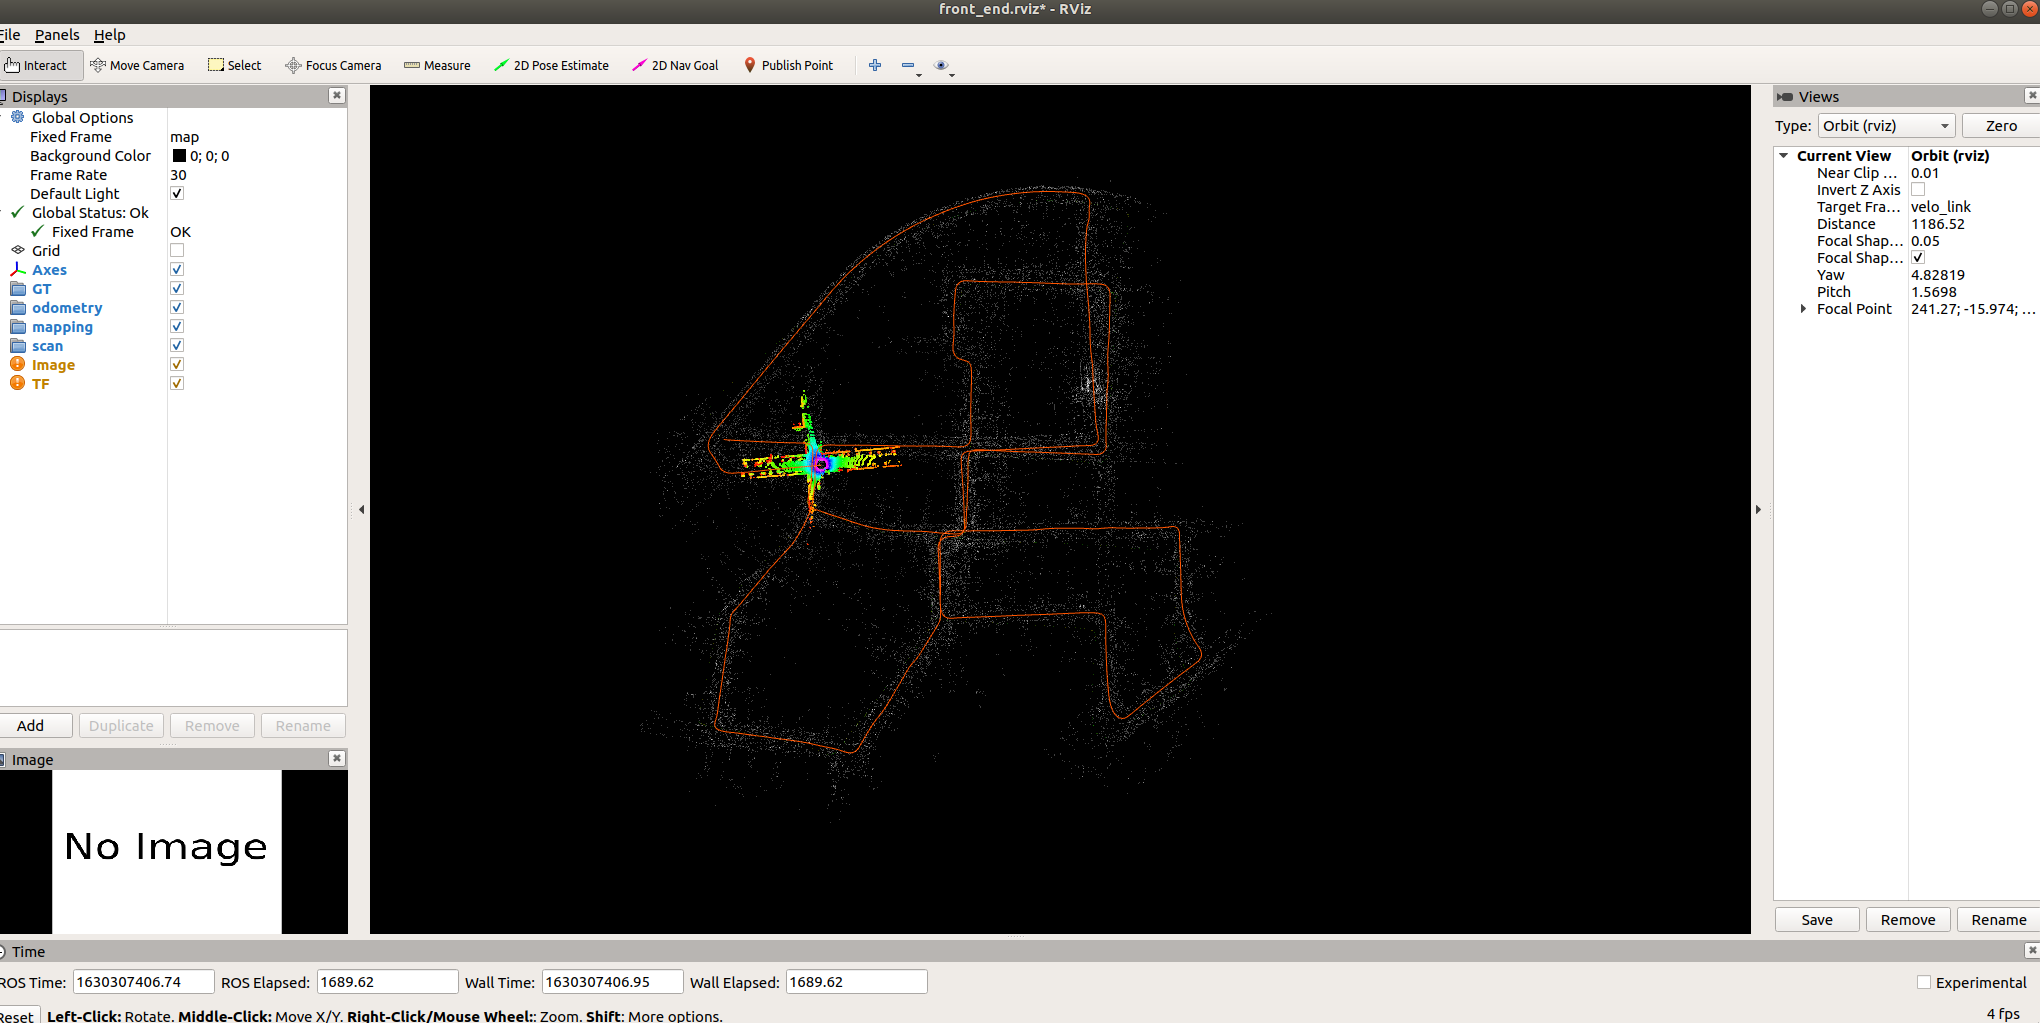 front_end.rviz* - RViz
File Panels Help
Interact Move Camera Select Focus Camera Measure 2D Pose Estimate 2D Nav Goal Publish Point
Displays
Global Options
Fixed Frame map
Background Color 0; 0; 0
Frame Rate 30
Default Light
Global Status: Ok
Fixed Frame OK
Grid
Axes
GT
odometry
mapping
scan
Image
TF
Add Duplicate Remove Rename
Image
No Image
Views
Type: Orbit (rviz) Zero
Current View Orbit (rviz)
Near Clip ... 0.01
Invert Z Axis
Target Fra... velo_link
Distance 1186.52
Focal Shap... 0.05
Focal Shap...
Yaw 4.82819
Pitch 1.5698
Focal Point 241.27; -15.974; ...
Save Remove Rename
Time
ROS Time: 1630307406.74 ROS Elapsed: 1689.62 Wall Time: 1630307406.95 Wall Elapsed: 1689.62 Experimental
Reset Left-Click: Rotate. Middle-Click: Move X/Y. Right-Click/Mouse Wheel:: Zoom. Shift: More options. 4 fps